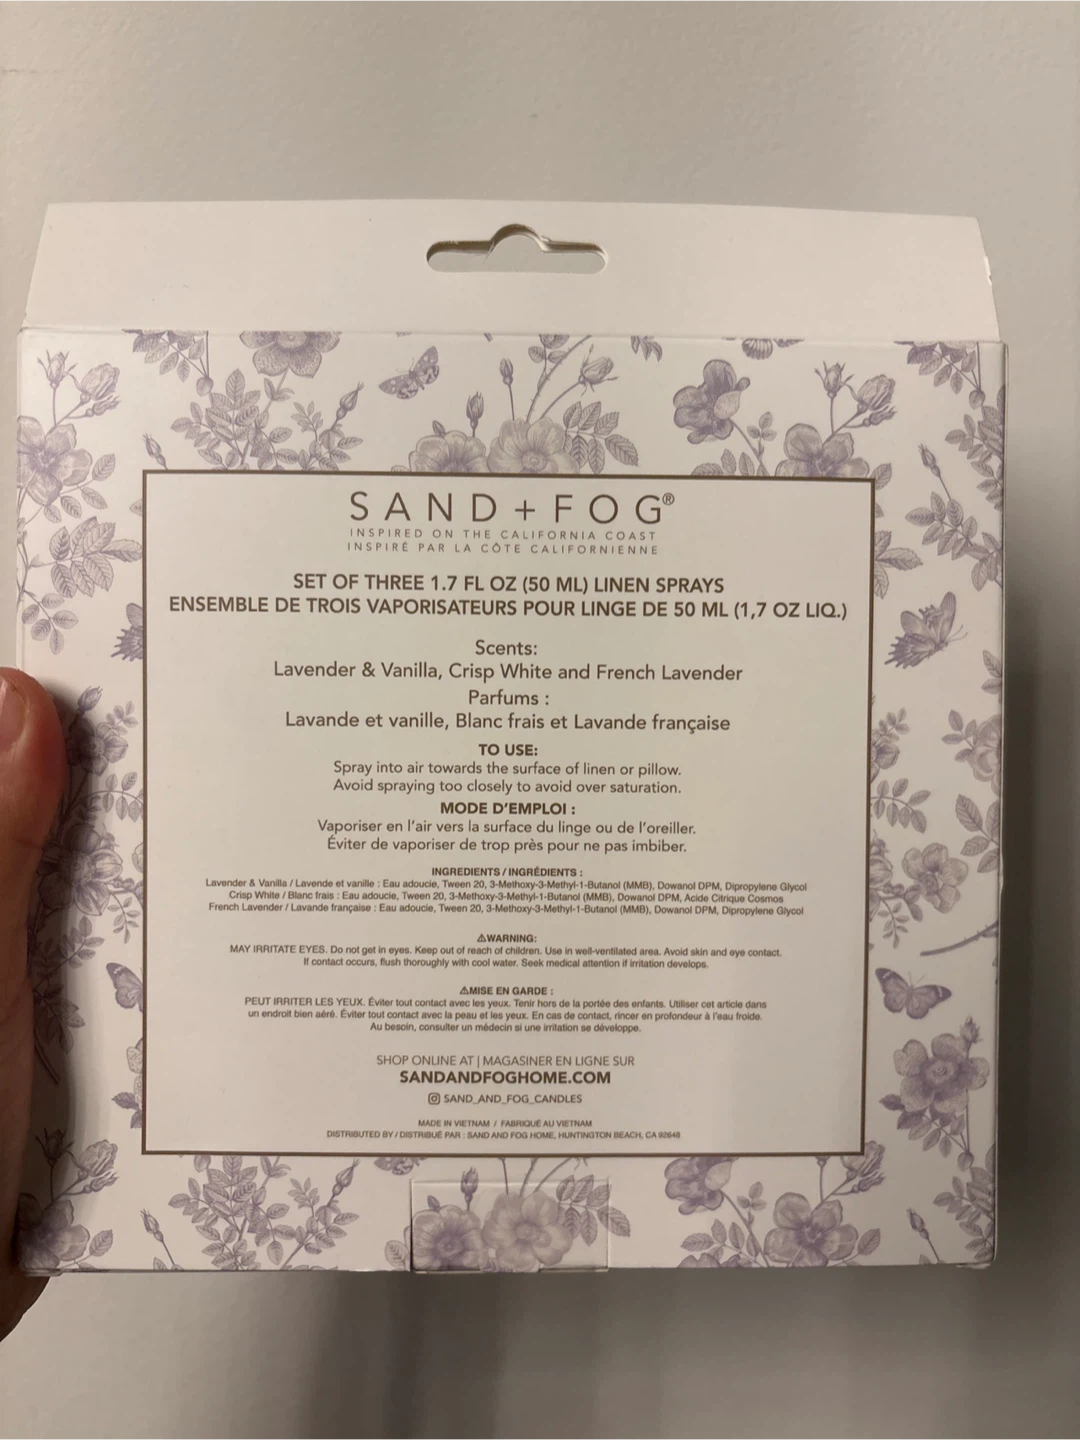 SAND+FOG®
INSPIRED ON THE CALIFORNIA COAST
INSPIRÉ PAR LA CÔTE CALIFORNIENNE
SET OF THREE 1.7 FL OZ (50 ML) LINEN SPRAYS
ENSEMBLE DE TROIS VAPORISATEURS POUR LINGE DE 50 ML (1,7 OZ LIQ.)
Scents:
Lavender & Vanilla, Crisp White and French Lavender
Parfums :
Lavande et vanille, Blanc frais et Lavande française
TO USE:
Spray into air towards the surface of linen or pillow.
Avoid spraying too closely to avoid over saturation.
MODE D'EMPLOI :
Vaporiser en l'air vers la surface du linge ou de l'oreiller.
Éviter de vaporiser de trop près pour ne pas imbiber.
INGREDIENTS / INGRÉDIENTS :
Lavender & Vanilla / Lavende et vanille : Eau adoucie, Tween 20, 3-Methoxy-3-Methyl-1-Butanol (MMB), Dowanol DPM, Dipropylene Glycol
Crisp White / Blanc frais : Eau adoucie, Tween 20, 3-Methoxy-3-Methyl-1-Butanol (MMB), Dowanol DPM, Acide Citrique Cosmos
French Lavender / Lavande française : Eau adoucie, Tween 20, 3-Methoxy-3-Methyl-1-Butanol (MMB), Dowanol DPM, Dipropylene Glycol
⚠WARNING:
MAY IRRITATE EYES. Do not get in eyes. Keep out of reach of children. Use in well-ventilated area. Avoid skin and eye contact.
If contact occurs, flush thoroughly with cool water. Seek medical attention if irritation develops.
⚠MISE EN GARDE :
PEUT IRRITER LES YEUX. Éviter tout contact avec les yeux. Tenir hors de la portée des enfants. Utiliser cet article dans
un endroit bien aéré. Éviter tout contact avec la peau et les yeux. En cas de contact, rincer en profondeur à l'eau froide.
Au besoin, consulter un médecin si une irritation se développe.
SHOP ONLINE AT | MAGASINER EN LIGNE SUR
SANDANDFOGHOME.COM
SAND_AND_FOG_CANDLES
MADE IN VIETNAM / FABRIQUÉ AU VIETNAM
DISTRIBUTED BY / DISTRIBUÉ PAR : SAND AND FOG HOME, HUNTINGTON BEACH, CA 92648